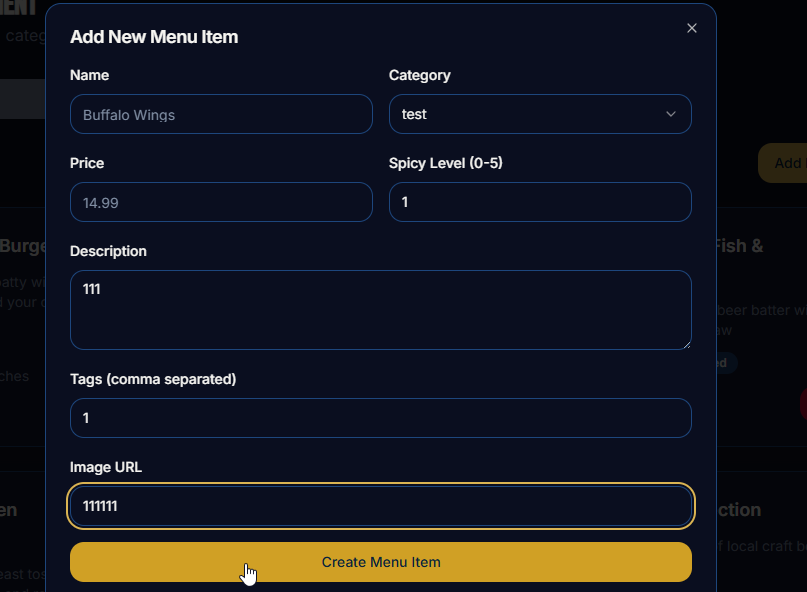 categ
Add New Menu Item
Name Category
Buffalo Wings test
Add
Price Spicy Level (0-5)
14.99 1
Burge
Description
Fish &
atty wi
111
d your c
beer batter w
aw
ches
ed
Tags (comma separated)
1
Image URL
111111
en
ction
Create Menu Item
f local craft b
east tos